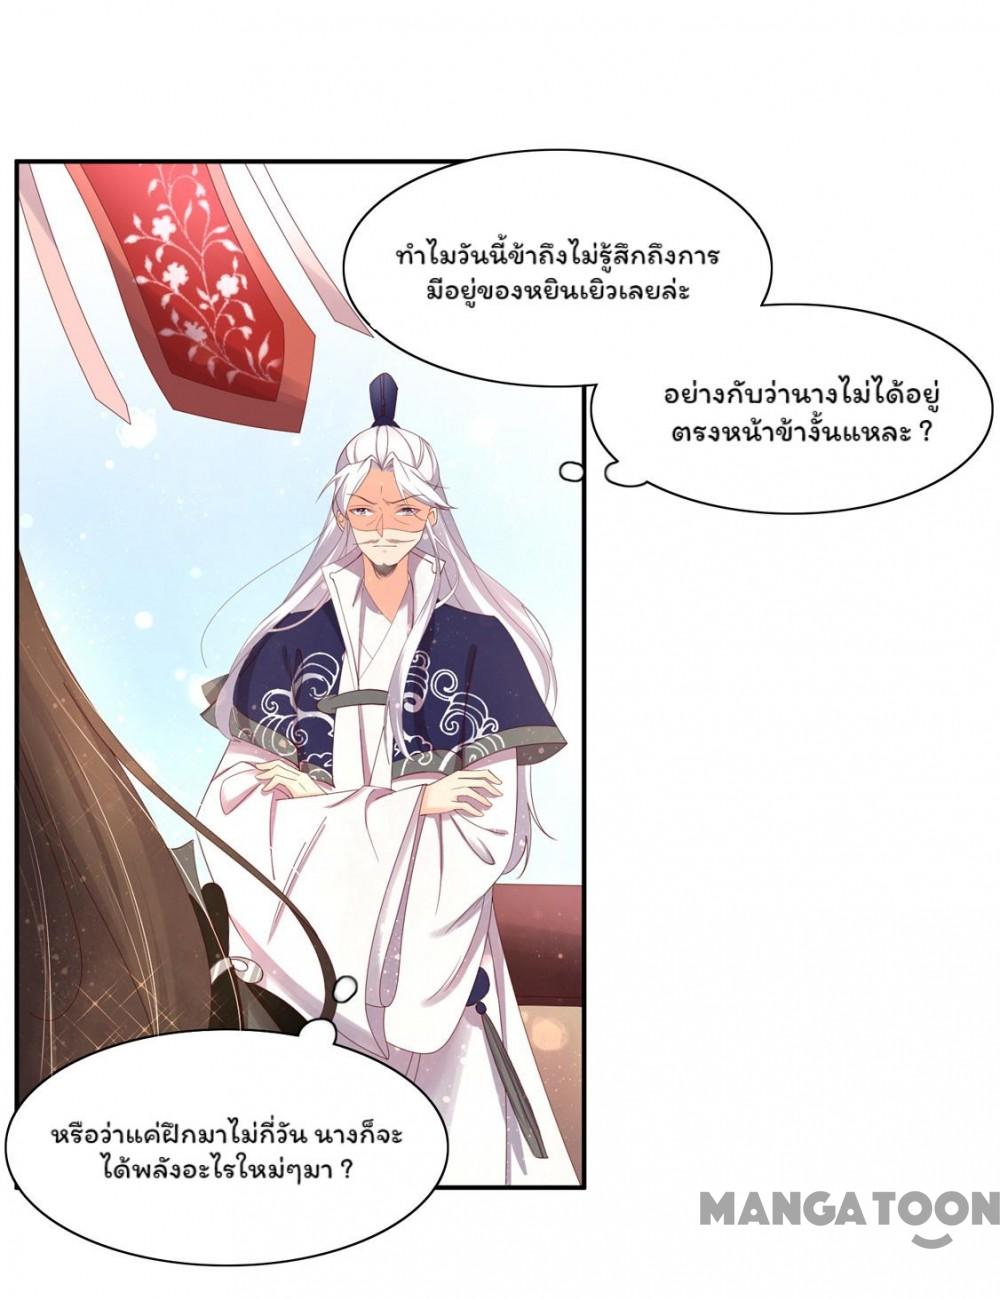 ทำไมวันนี้ข้าถึงไม่รู้สึกถึงการ
มีอยู่ของหยินเยิวเลยล่ะ
อย่างกับว่านางไม่ได้อยู่
ตรงหน้าข้างั้นแหละ ?
หรือว่าแค่ฝึกมาไม่กี่วัน นางก็จะ
ได้พลังอะไรใหม่ๆมา ?
MANGATOON